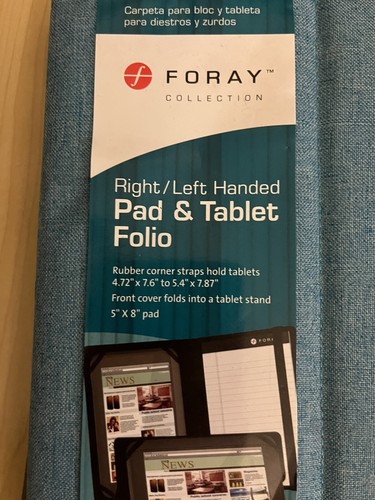 Carpeta para bloc y tableta
para diestros y zurdos
FORAY™
COLLECTION
Right/Left Handed
Pad & Tablet
Folio
Rubber corner straps hold tablets
4.72" x 7.6" to 5.4" x 7.87"
Front cover folds into a tablet stand
5" X 8" pad
FORAY
NEWS
NEWS